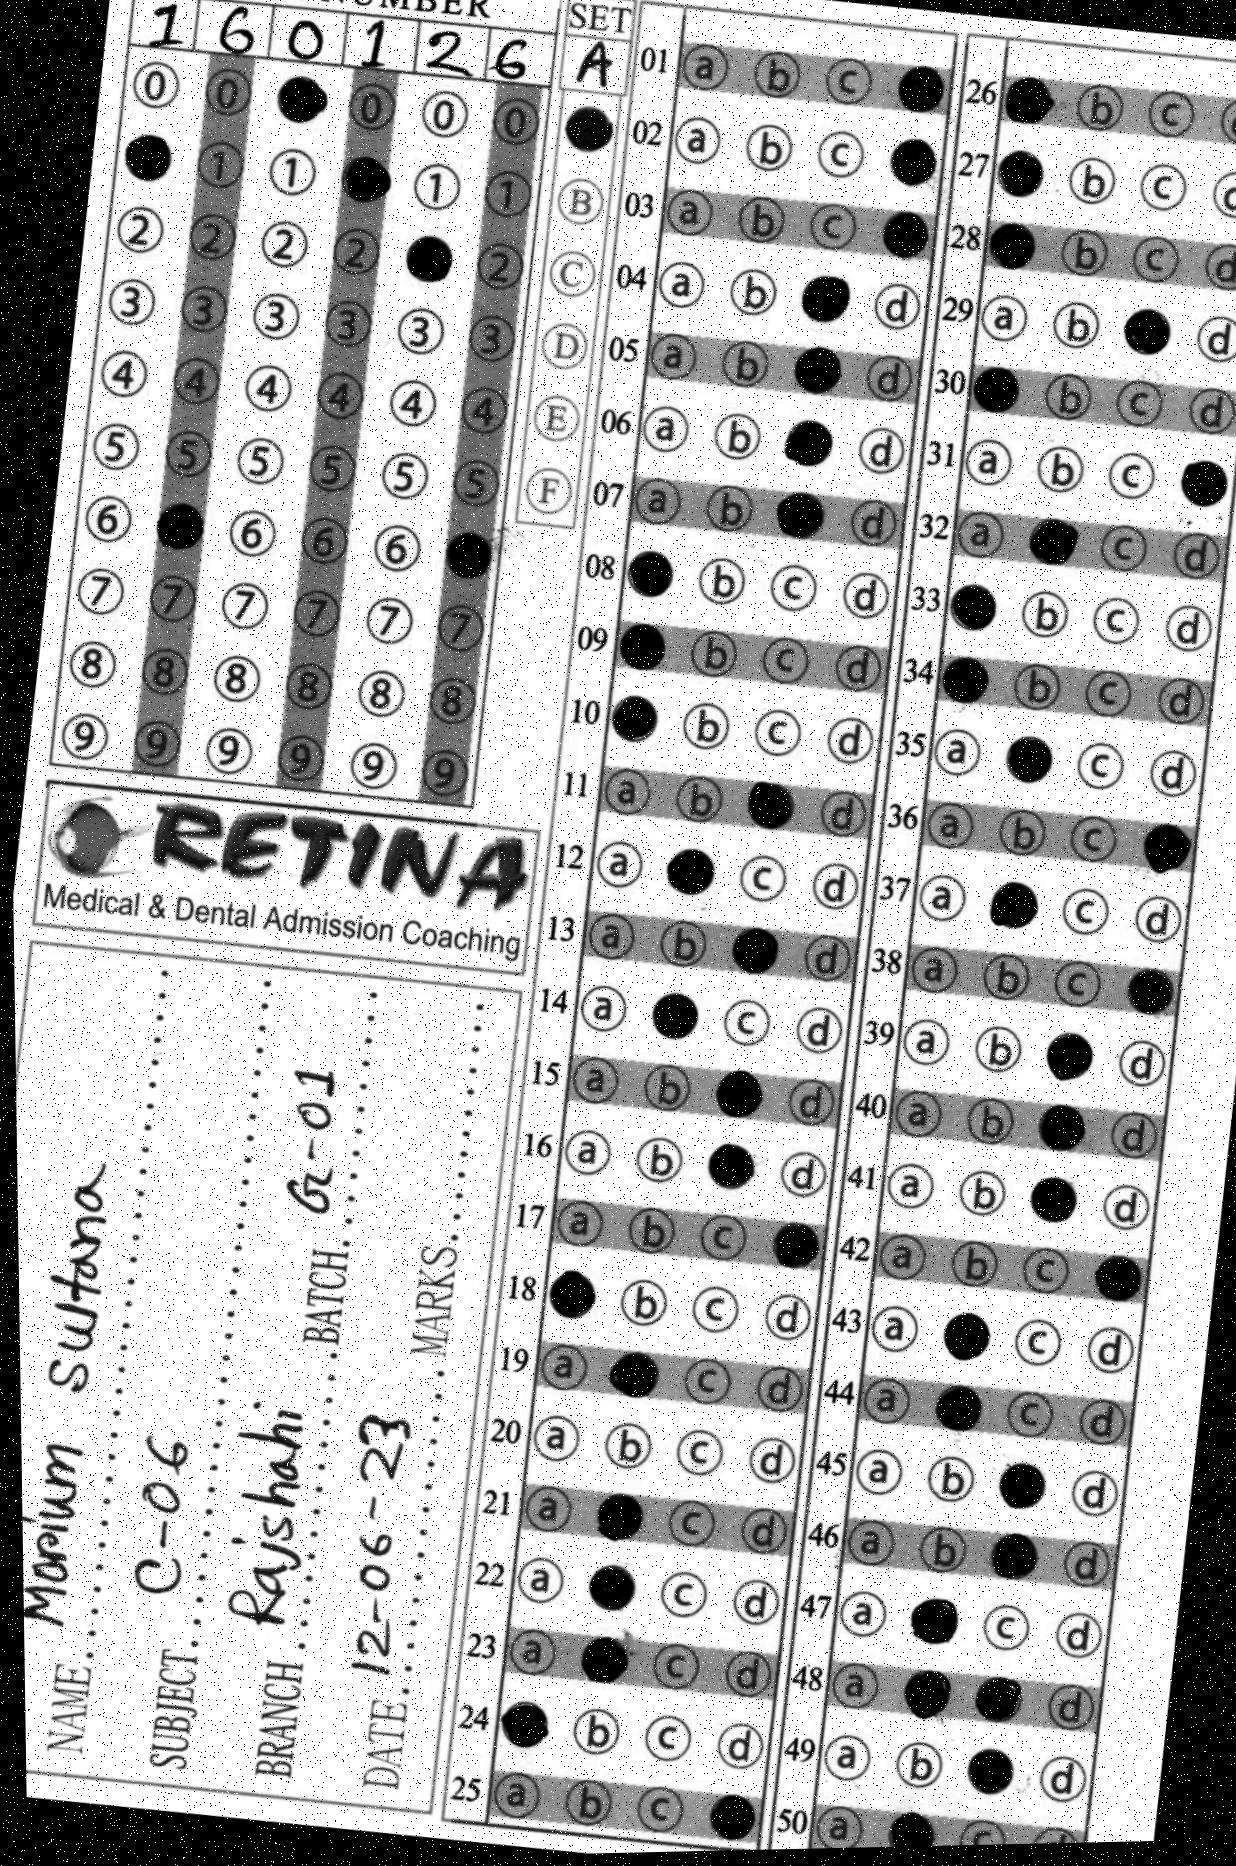 NUMBER
1 6 0 1 2 6
0 0 0 0
1 1 1 1
2 2 2 2 2
3 3 3 3 3 3
4 4 4 4 4 4
5 5 5 5 5 5
6 6 6 6
7 7 7 7 7 7
8 8 8 8 8 8
9 9 9 9 9 9
SET
A
B
C
D
E
F
RETINA
Medical & Dental Admission Coaching
NAME Marium Sultana
SUBJECT C-06
BRANCH Rajshahi
BATCH G-01
DATE 12-06-23
MARKS
01 a b c
02 a b c
03 a b c
04 a b d
05 a b d
06 a b d
07 a b d
08 b c d
09 b c d
10 b c d
11 a b d
12 a c d
13 a b d
14 a c d
15 a b d
16 a b d
17 a b c
18 b c d
19 a c d
20 a b c d
21 a c d
22 a c d
23 a c d
24 b c d
25 a b c
26 b c d
27 b c d
28 b c d
29 a b d
30 b c d
31 a b c
32 a c d
33 b c d
34 b c d
35 a c d
36 a b c
37 a c d
38 a b c
39 a b d
40 a b d
41 a b d
42 a b c
43 a c d
44 a c d
45 a b d
46 a b d
47 a c d
48 a d
49 a b d
50 a c d